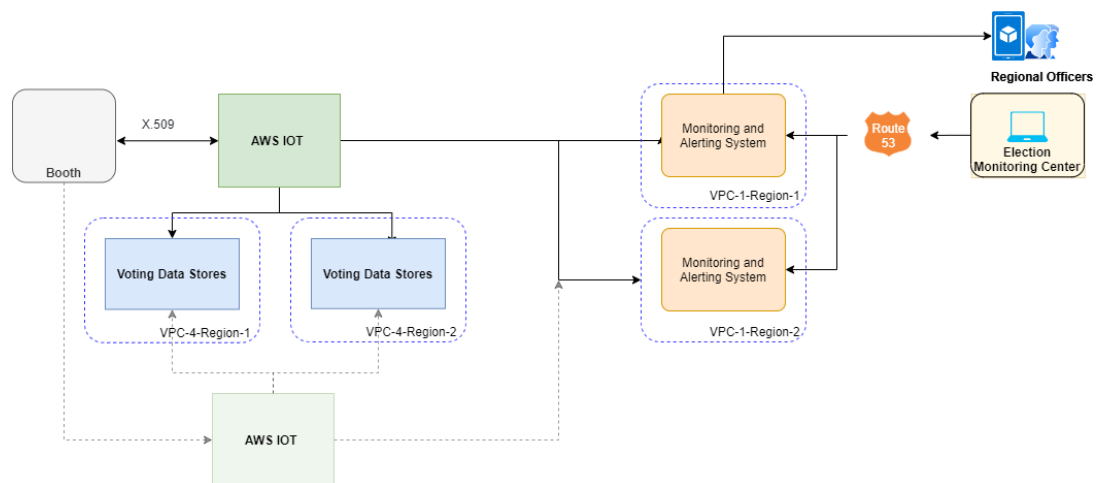 Regional Officers
X.509
AWS IOT
Booth
Monitoring and
Alerting System
VPC-1-Region-1
Route
53
Election
Monitoring Center
Voting Data Stores
VPC-4-Region-1
Voting Data Stores
VPC-4-Region-2
Monitoring and
Alerting System
VPC-1-Region-2
AWS IOT